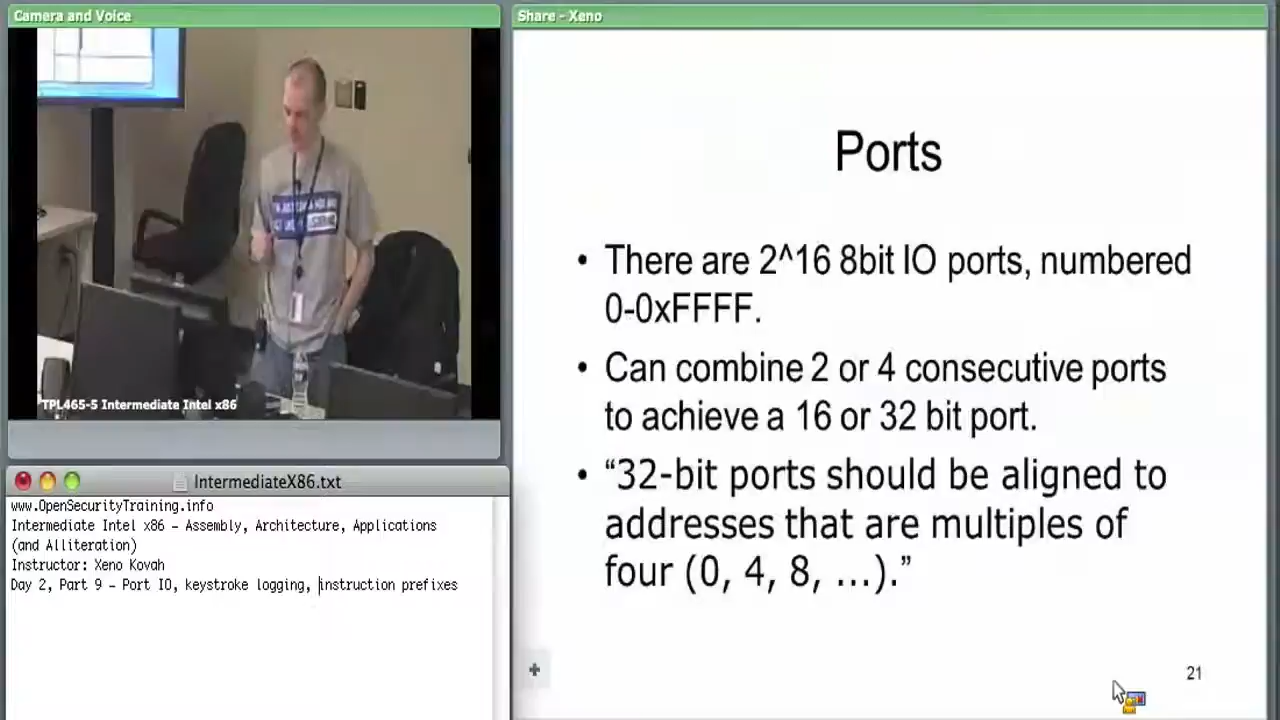 Camera and Voice
TPL465-5 Intermediate Intel x86
IntermediateX86.txt
www.OpenSecurityTraining.info
Intermediate Intel x86 – Assembly, Architecture, Applications
(and Alliteration)
Instructor: Xeno Kovah
Day 2, Part 9 – Port IO, keystroke logging, instruction prefixes
Share - Xeno
Ports
• There are 2^16 8bit IO ports, numbered
0-0xFFFF.
• Can combine 2 or 4 consecutive ports
to achieve a 16 or 32 bit port.
• “32-bit ports should be aligned to
addresses that are multiples of
four (0, 4, 8, ...).”
21